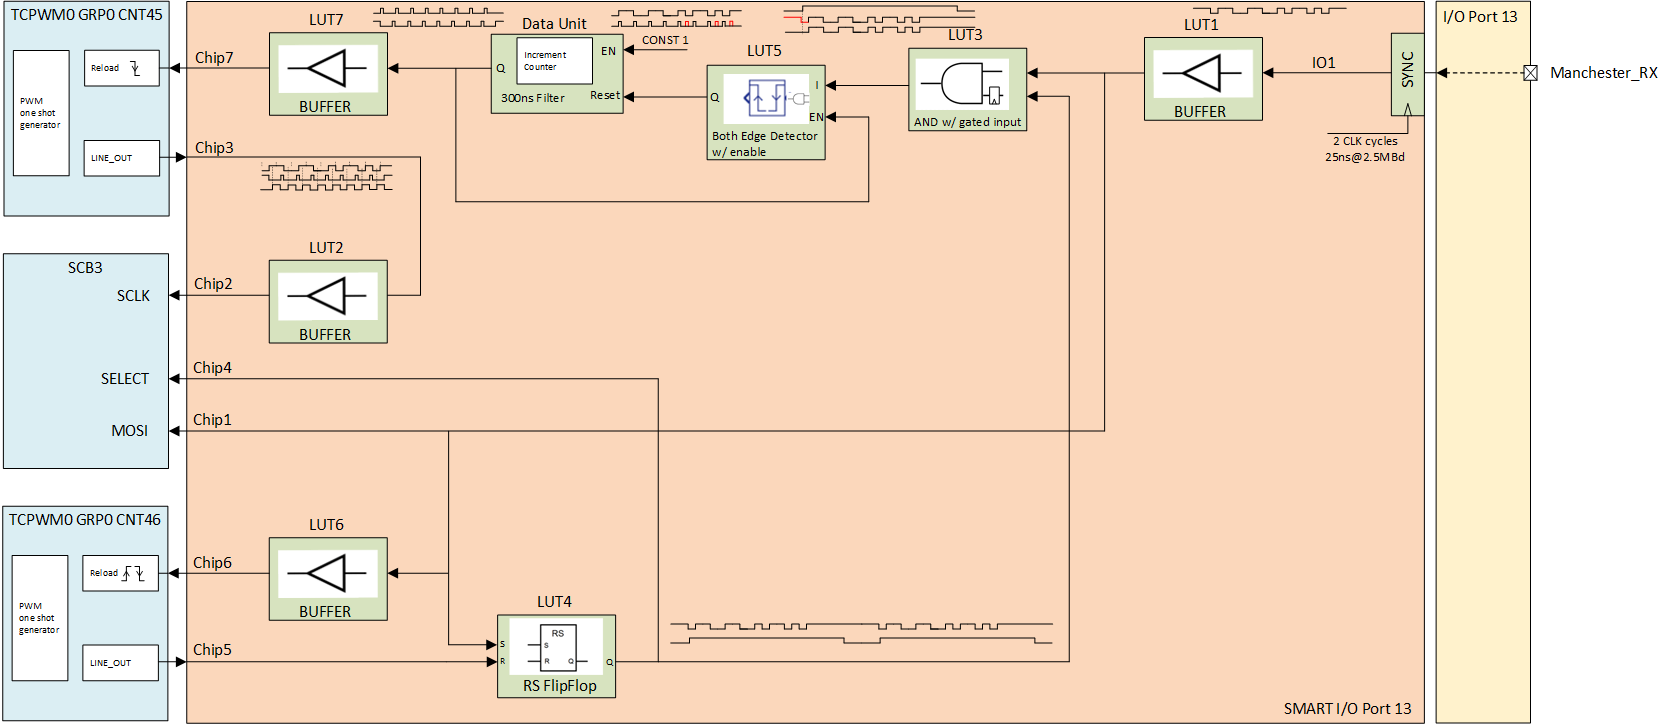 TCPWM0 GRP0 CNT45
PWM
one shot
generator
Reload
LINE_OUT
Chip7
Chip3
LUT7
BUFFER
Data Unit
Increment
Counter
EN
Q
300ns Filter
Reset
CONST 1
LUT5
Q
I
EN
Both Edge Detector
w/ enable
LUT3
AND w/ gated input
LUT1
BUFFER
IO1
SYNC
2 CLK cycles
25ns@2.5MBd
I/O Port 13
Manchester_RX
SCB3
SCLK
SELECT
MOSI
Chip2
Chip4
Chip1
LUT2
BUFFER
TCPWM0 GRP0 CNT46
PWM
one shot
generator
Reload
LINE_OUT
Chip6
Chip5
LUT6
BUFFER
LUT4
S
R
RS
S
R
Q
Q
RS FlipFlop
SMART I/O Port 13